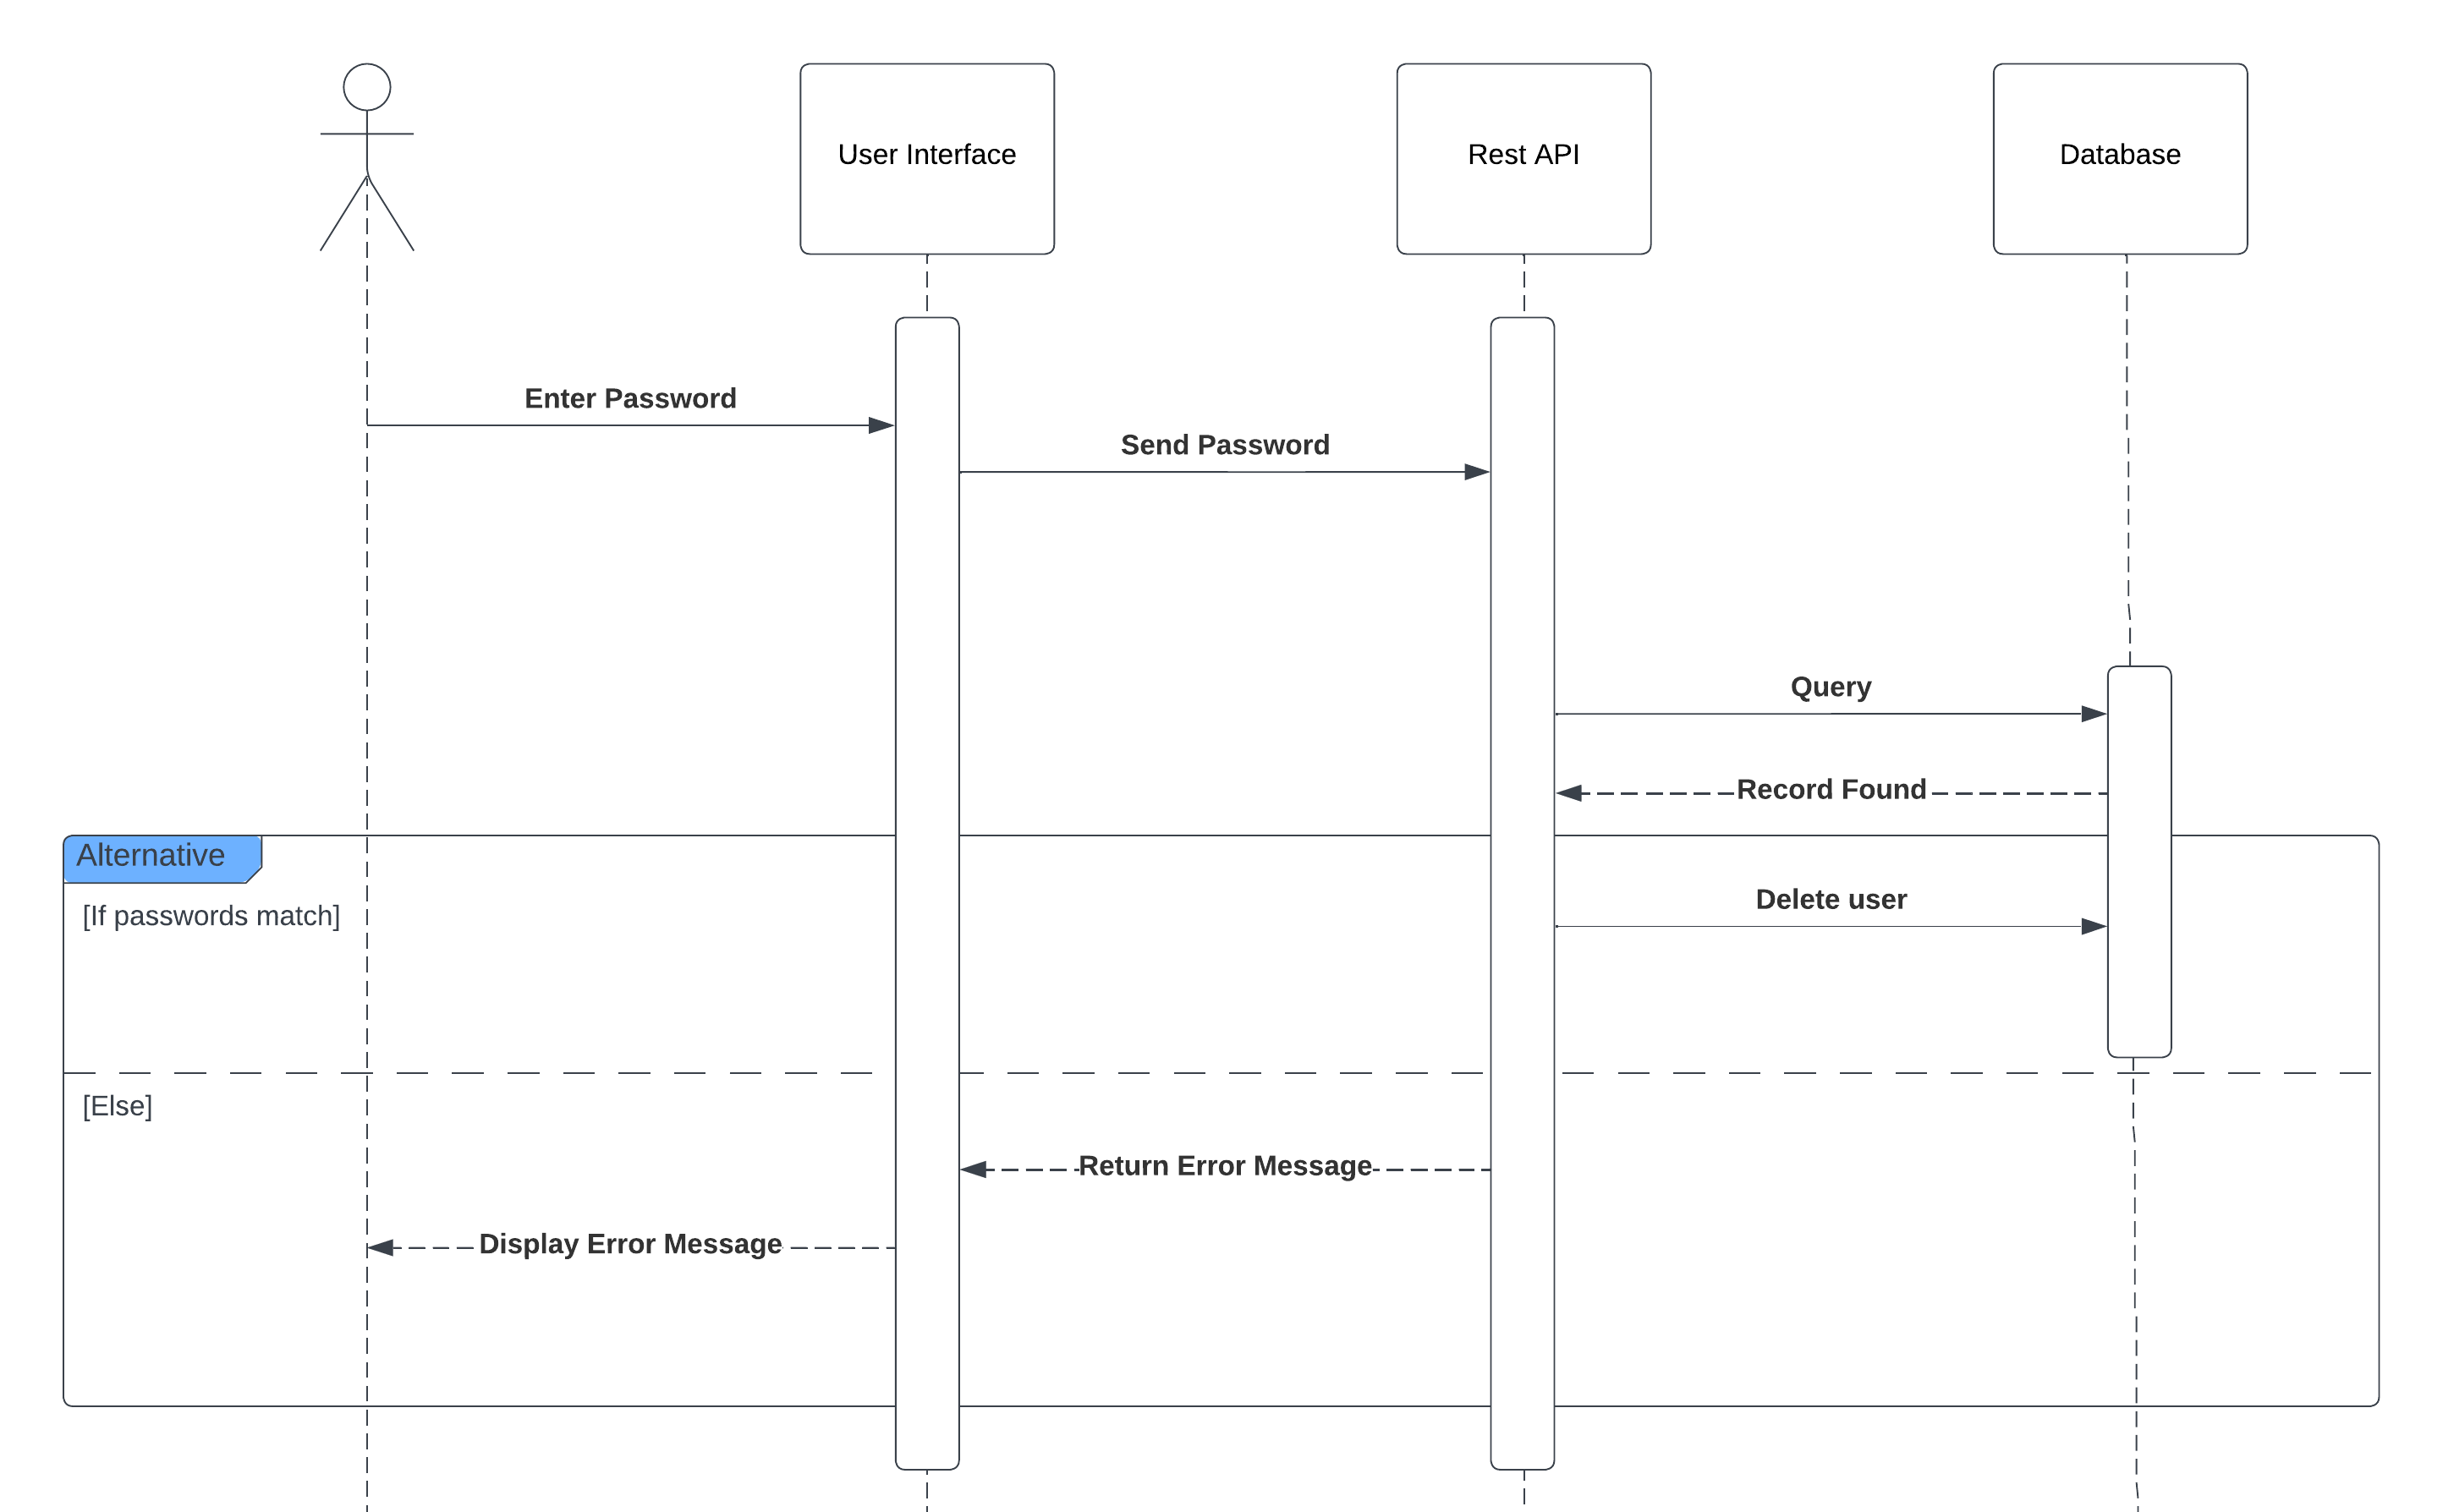 User Interface
Rest API
Database
Enter Password
Send Password
Query
Record Found
Alternative
[If passwords match]
Delete user
[Else]
Return Error Message
Display Error Message